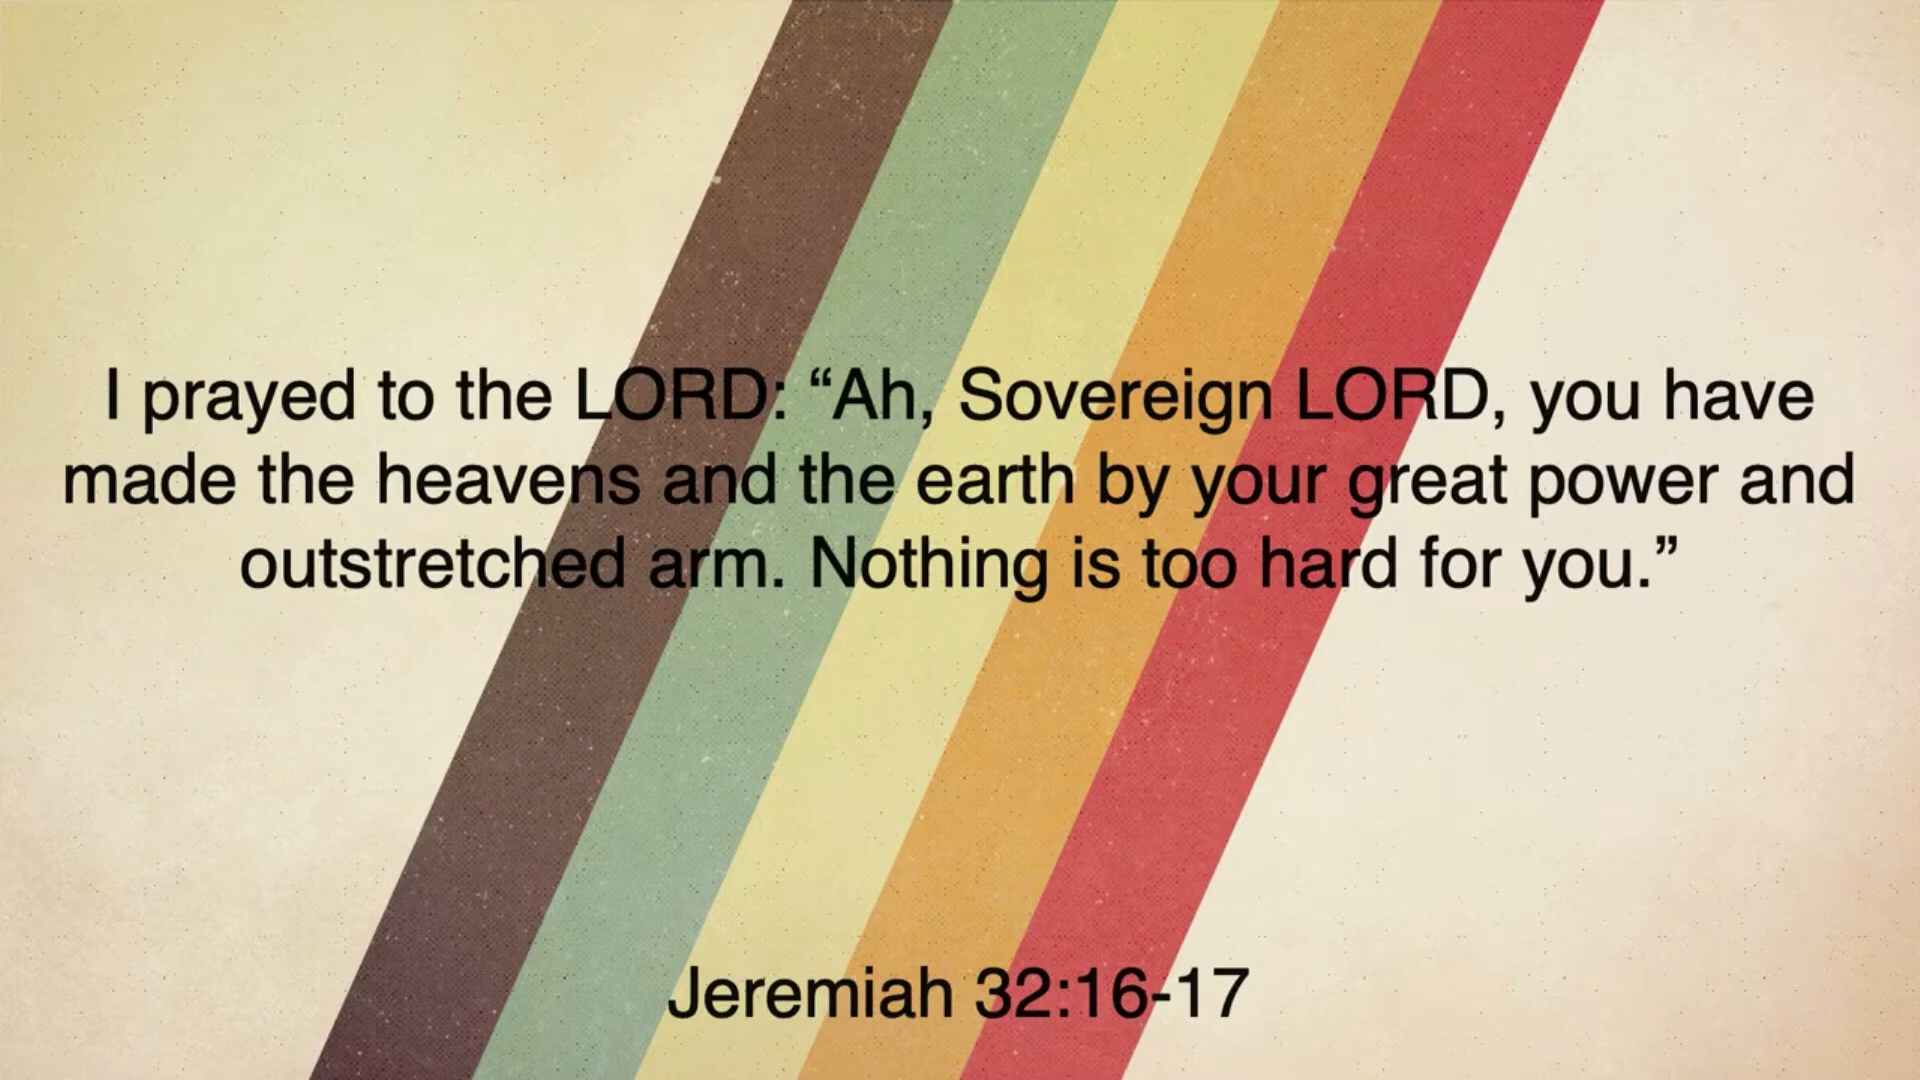 I prayed to the LORD: “Ah, Sovereign LORD, you have
made the heavens and the earth by your great power and
outstretched arm. Nothing is too hard for you.”
Jeremiah 32:16-17